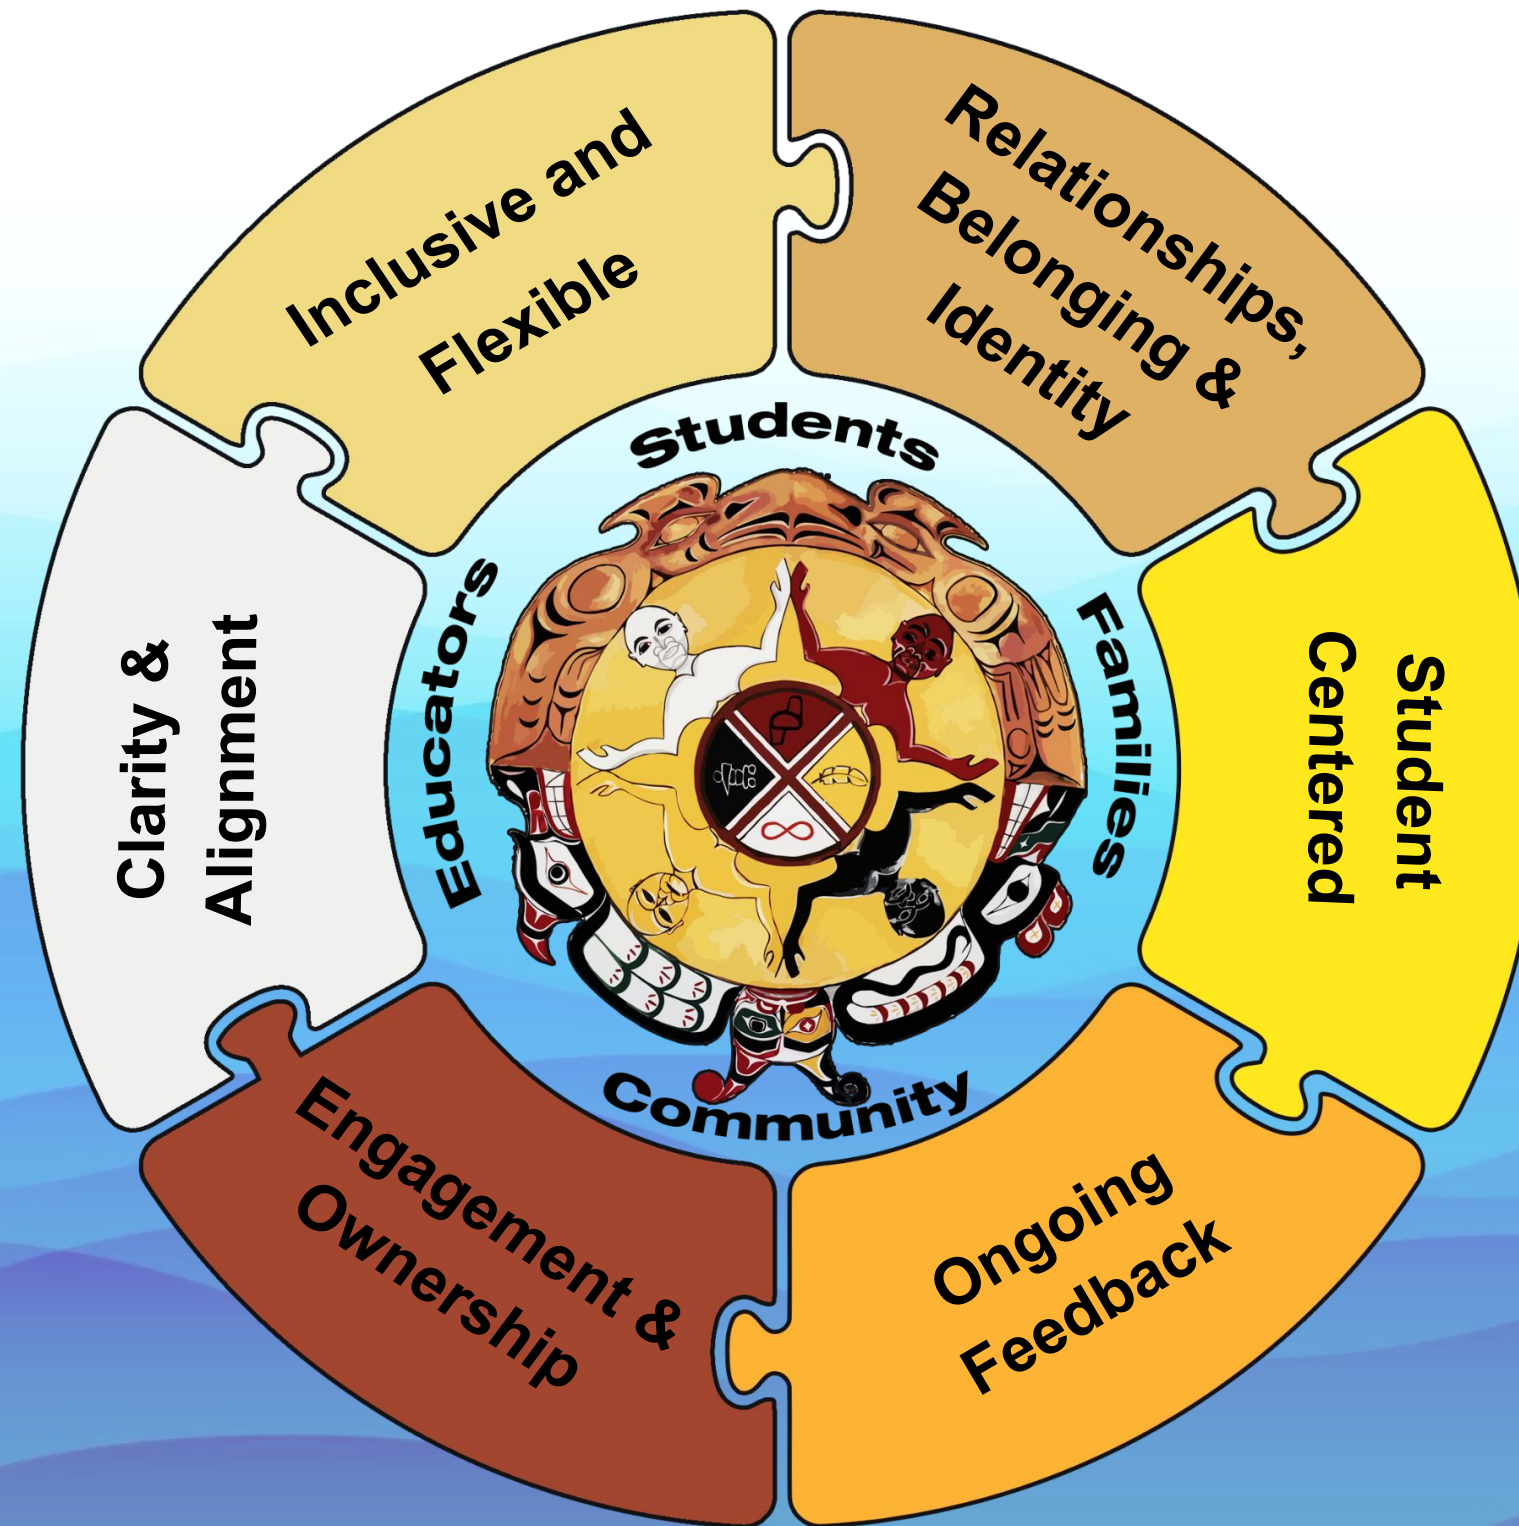 Inclusive and
Flexible
Relationships,
Belonging &
Identity
Student
Centered
Ongoing
Feedback
Engagement &
Ownership
Clarity &
Alignment
Students
Families
Community
Educators